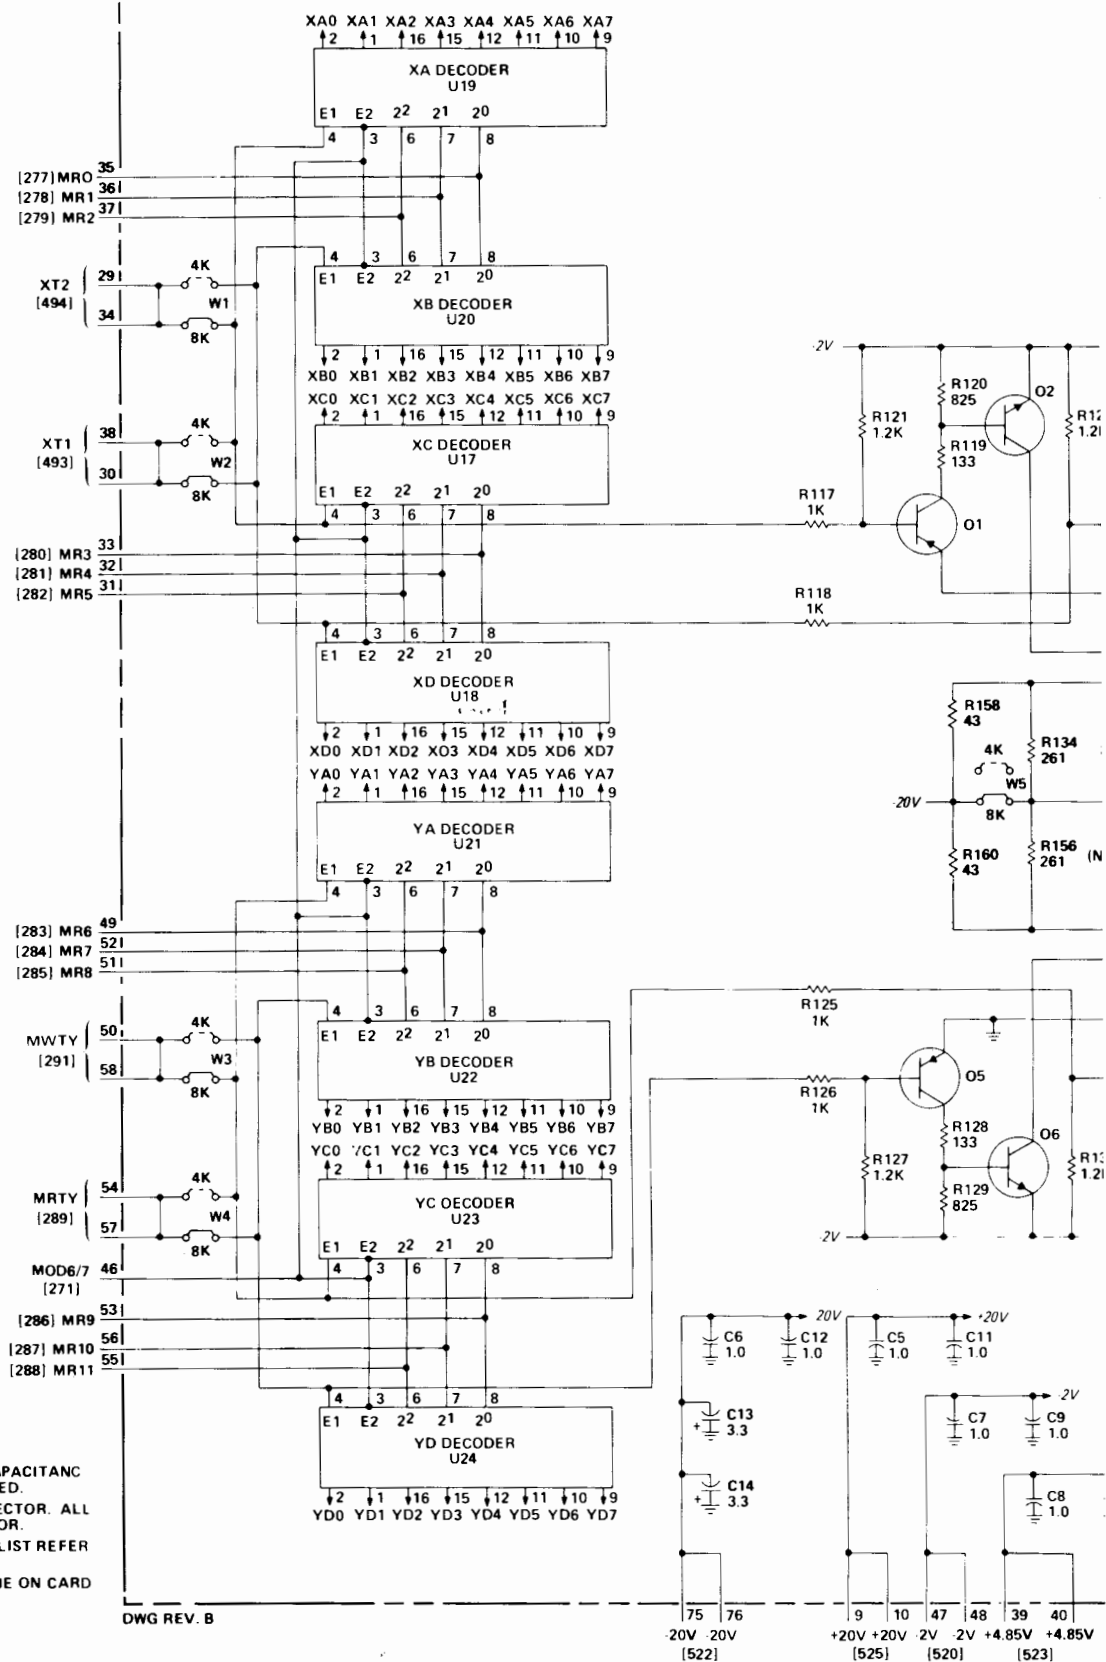 XA0 XA1 XA2 XA3 XA4 XA5 XA6 XA7
2 1 16 15 12 11 10 9
XA DECODER
U19
E1 E2 2² 2¹ 2⁰
4 3 6 7 8
[277] MR0 35
[278] MR1 36
[279] MR2 37
4 3 6 7 8
E1 E2 2² 2¹ 2⁰
XB DECODER
U20
XT2
[494]
29
34
4K
W1
8K
2 1 16 15 12 11 10 9
XB0 XB1 XB2 XB3 XB4 XB5 XB6 XB7
XC0 XC1 XC2 XC3 XC4 XC5 XC6 XC7
2 1 16 15 12 11 10 9
XC DECODER
U17
E1 E2 2² 2¹ 2⁰
4 3 6 7 8
XT1
[493]
38
30
4K
W2
8K
-2V
R121
1.2K
R120
825
R119
133
Q2
R12
1.2
R117
1K
Q1
[280] MR3 33
[281] MR4 32
[282] MR5 31
R118
1K
4 3 6 7 8
E1 E2 2² 2¹ 2⁰
XD DECODER
U18
2 1 16 15 12 11 10 9
XD0 XD1 XD2 XD3 XD4 XD5 XD6 XD7
YA0 YA1 YA2 YA3 YA4 YA5 YA6 YA7
2 1 16 15 12 11 10 9
YA DECODER
U21
E1 E2 2² 2¹ 2⁰
4 3 6 7 8
R158
43
R134
261
4K
W5
-20V
8K
R160
43
R156
261
(N
[283] MR6 49
[284] MR7 52
[285] MR8 51
4 3 6 7 8
E1 E2 2² 2¹ 2⁰
YB DECODER
U22
MWTY
[291]
50
58
4K
W3
8K
2 1 16 15 12 11 10 9
YB0 YB1 YB2 YB3 YB4 YB5 YB6 YB7
YC0 YC1 YC2 YC3 YC4 YC5 YC6 YC7
2 1 16 15 12 11 10 9
YC DECODER
U23
E1 E2 2² 2¹ 2⁰
4 3 6 7 8
MRTY
[289]
54
57
4K
W4
8K
R125
1K
R126
1K
Q5
R128
133
Q6
R127
1.2K
R129
825
R13
1.2
-2V
MOD6/7 46
[271]
[286] MR9 53
[287] MR10 56
[288] MR11 55
4 3 6 7 8
E1 E2 2² 2¹ 2⁰
YD DECODER
U24
2 1 16 15 12 11 10 9
YD0 YD1 YD2 YD3 YD4 YD5 YD6 YD7
C6
1.0
C12
1.0
20V
C5
1.0
C11
1.0
+20V
C13
+ 3.3
C14
+ 3.3
C7
1.0
C9
1.0
-2V
C8
1.0
APACITANC
ED.
ECTOR. ALL
OR.
LIST REFER
IE ON CARD
DWG REV. B
75 76 9 10 47 48 39 40
-20V -20V +20V +20V -2V -2V +4.85V +4.85V
[522] [525] [520] [523]